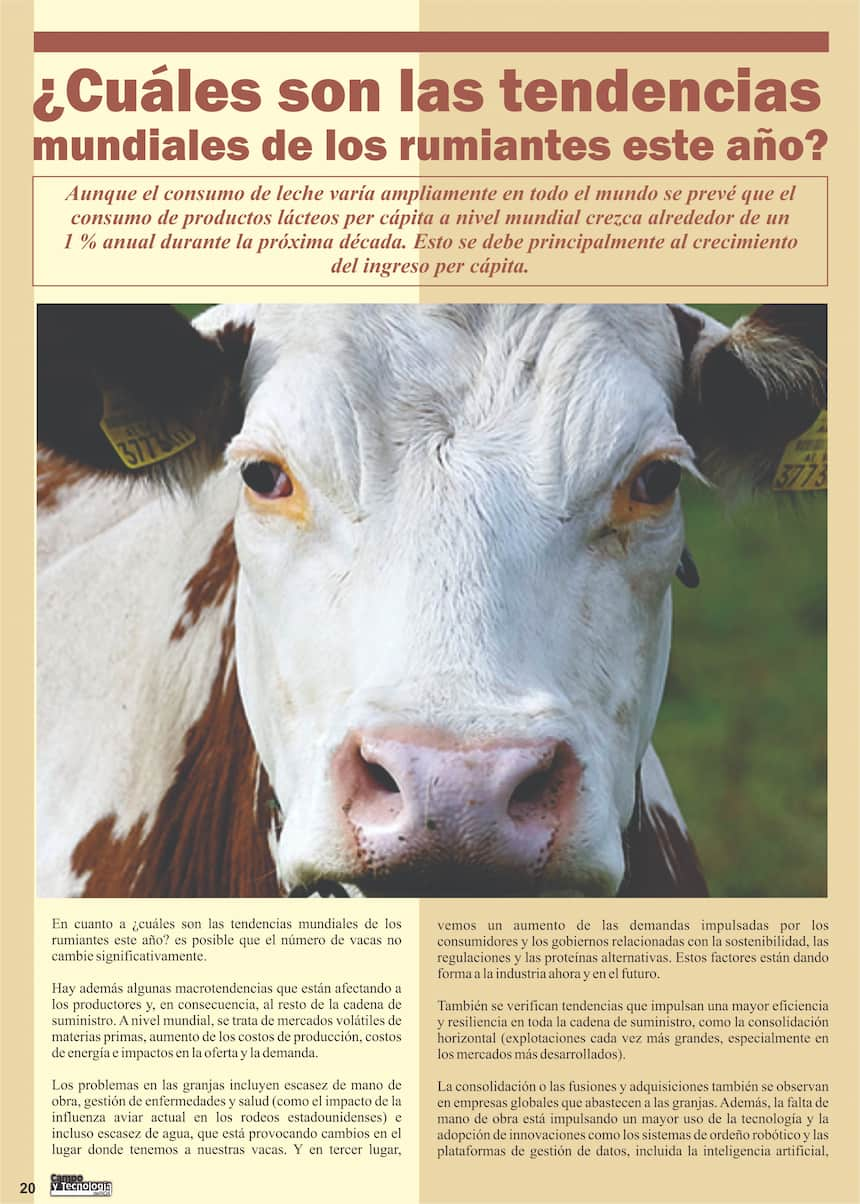 ¿Cuáles son las tendencias
mundiales de los rumiantes este año?
Aunque el consumo de leche varía ampliamente en todo el mundo se prevé que el
consumo de productos lácteos per cápita a nivel mundial crezca alrededor de un
1 % anual durante la próxima década. Esto se debe principalmente al crecimiento
del ingreso per cápita.
3773
3773
En cuanto a ¿cuáles son las tendencias mundiales de los
rumiantes este año? es posible que el número de vacas no
cambie significativamente.
Hay además algunas macrotendencias que están afectando a
los productores y, en consecuencia, al resto de la cadena de
suministro. A nivel mundial, se trata de mercados volátiles de
materias primas, aumento de los costos de producción, costos
de energía e impactos en la oferta y la demanda.
Los problemas en las granjas incluyen escasez de mano de
obra, gestión de enfermedades y salud (como el impacto de la
influenza aviar actual en los rodeos estadounidenses) e
incluso escasez de agua, que está provocando cambios en el
lugar donde tenemos a nuestras vacas. Y en tercer lugar,
vemos un aumento de las demandas impulsadas por los
consumidores y los gobiernos relacionadas con la sostenibilidad, las
regulaciones y las proteínas alternativas. Estos factores están dando
forma a la industria ahora y en el futuro.
También se verifican tendencias que impulsan una mayor eficiencia
y resiliencia en toda la cadena de suministro, como la consolidación
horizontal (explotaciones cada vez más grandes, especialmente en
los mercados más desarrollados).
La consolidación o las fusiones y adquisiciones también se observan
en empresas globales que abastecen a las granjas. Además, la falta de
mano de obra está impulsando un mayor uso de la tecnología y la
adopción de innovaciones como los sistemas de ordeño robótico y las
plataformas de gestión de datos, incluida la inteligencia artificial,
20
Campo
y Tecnología